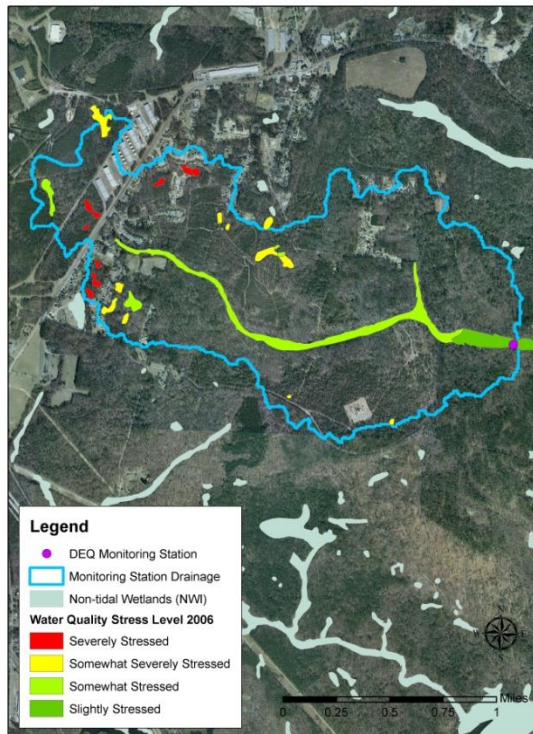 Legend
DEQ Monitoring Station
Monitoring Station Drainage
Non-tidal Wetlands (NWI)
Water Quality Stress Level 2006
Severely Stressed
Somewhat Severely Stressed
Somewhat Stressed
Slightly Stressed
N
W E
S
Miles
0 0.25 0.5 0.75 1